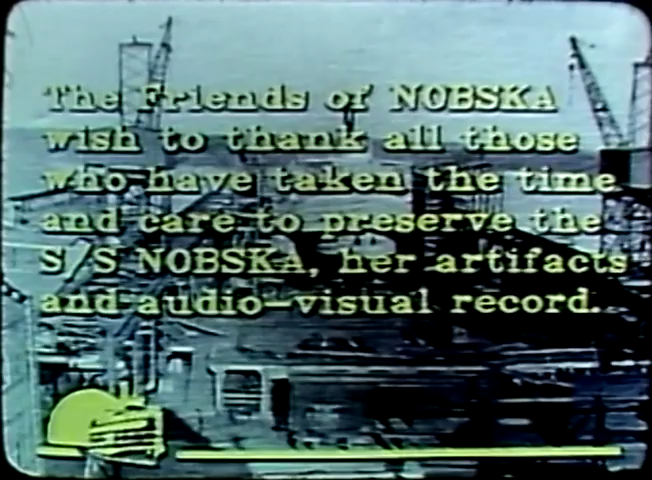 The Friends of NOBSKA
wish to thank all those
who have taken the time
and care to preserve the
S/S NOBSKA, her artifacts
and audio-visual record.